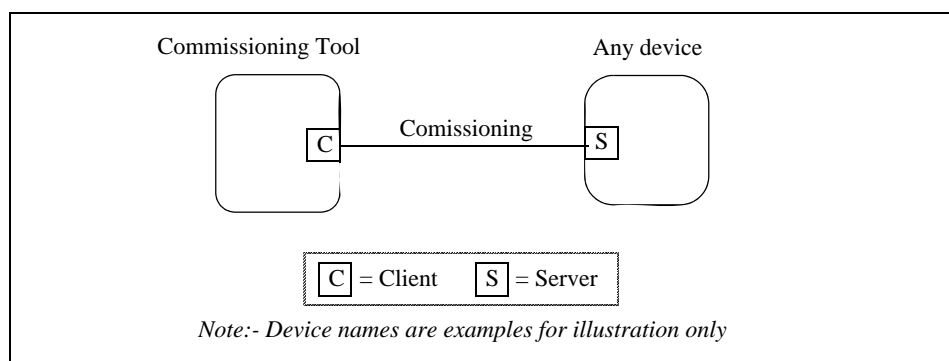 Commissioning Tool
Any device
Comissioning
C
S
C = Client S = Server
Note:- Device names are examples for illustration only